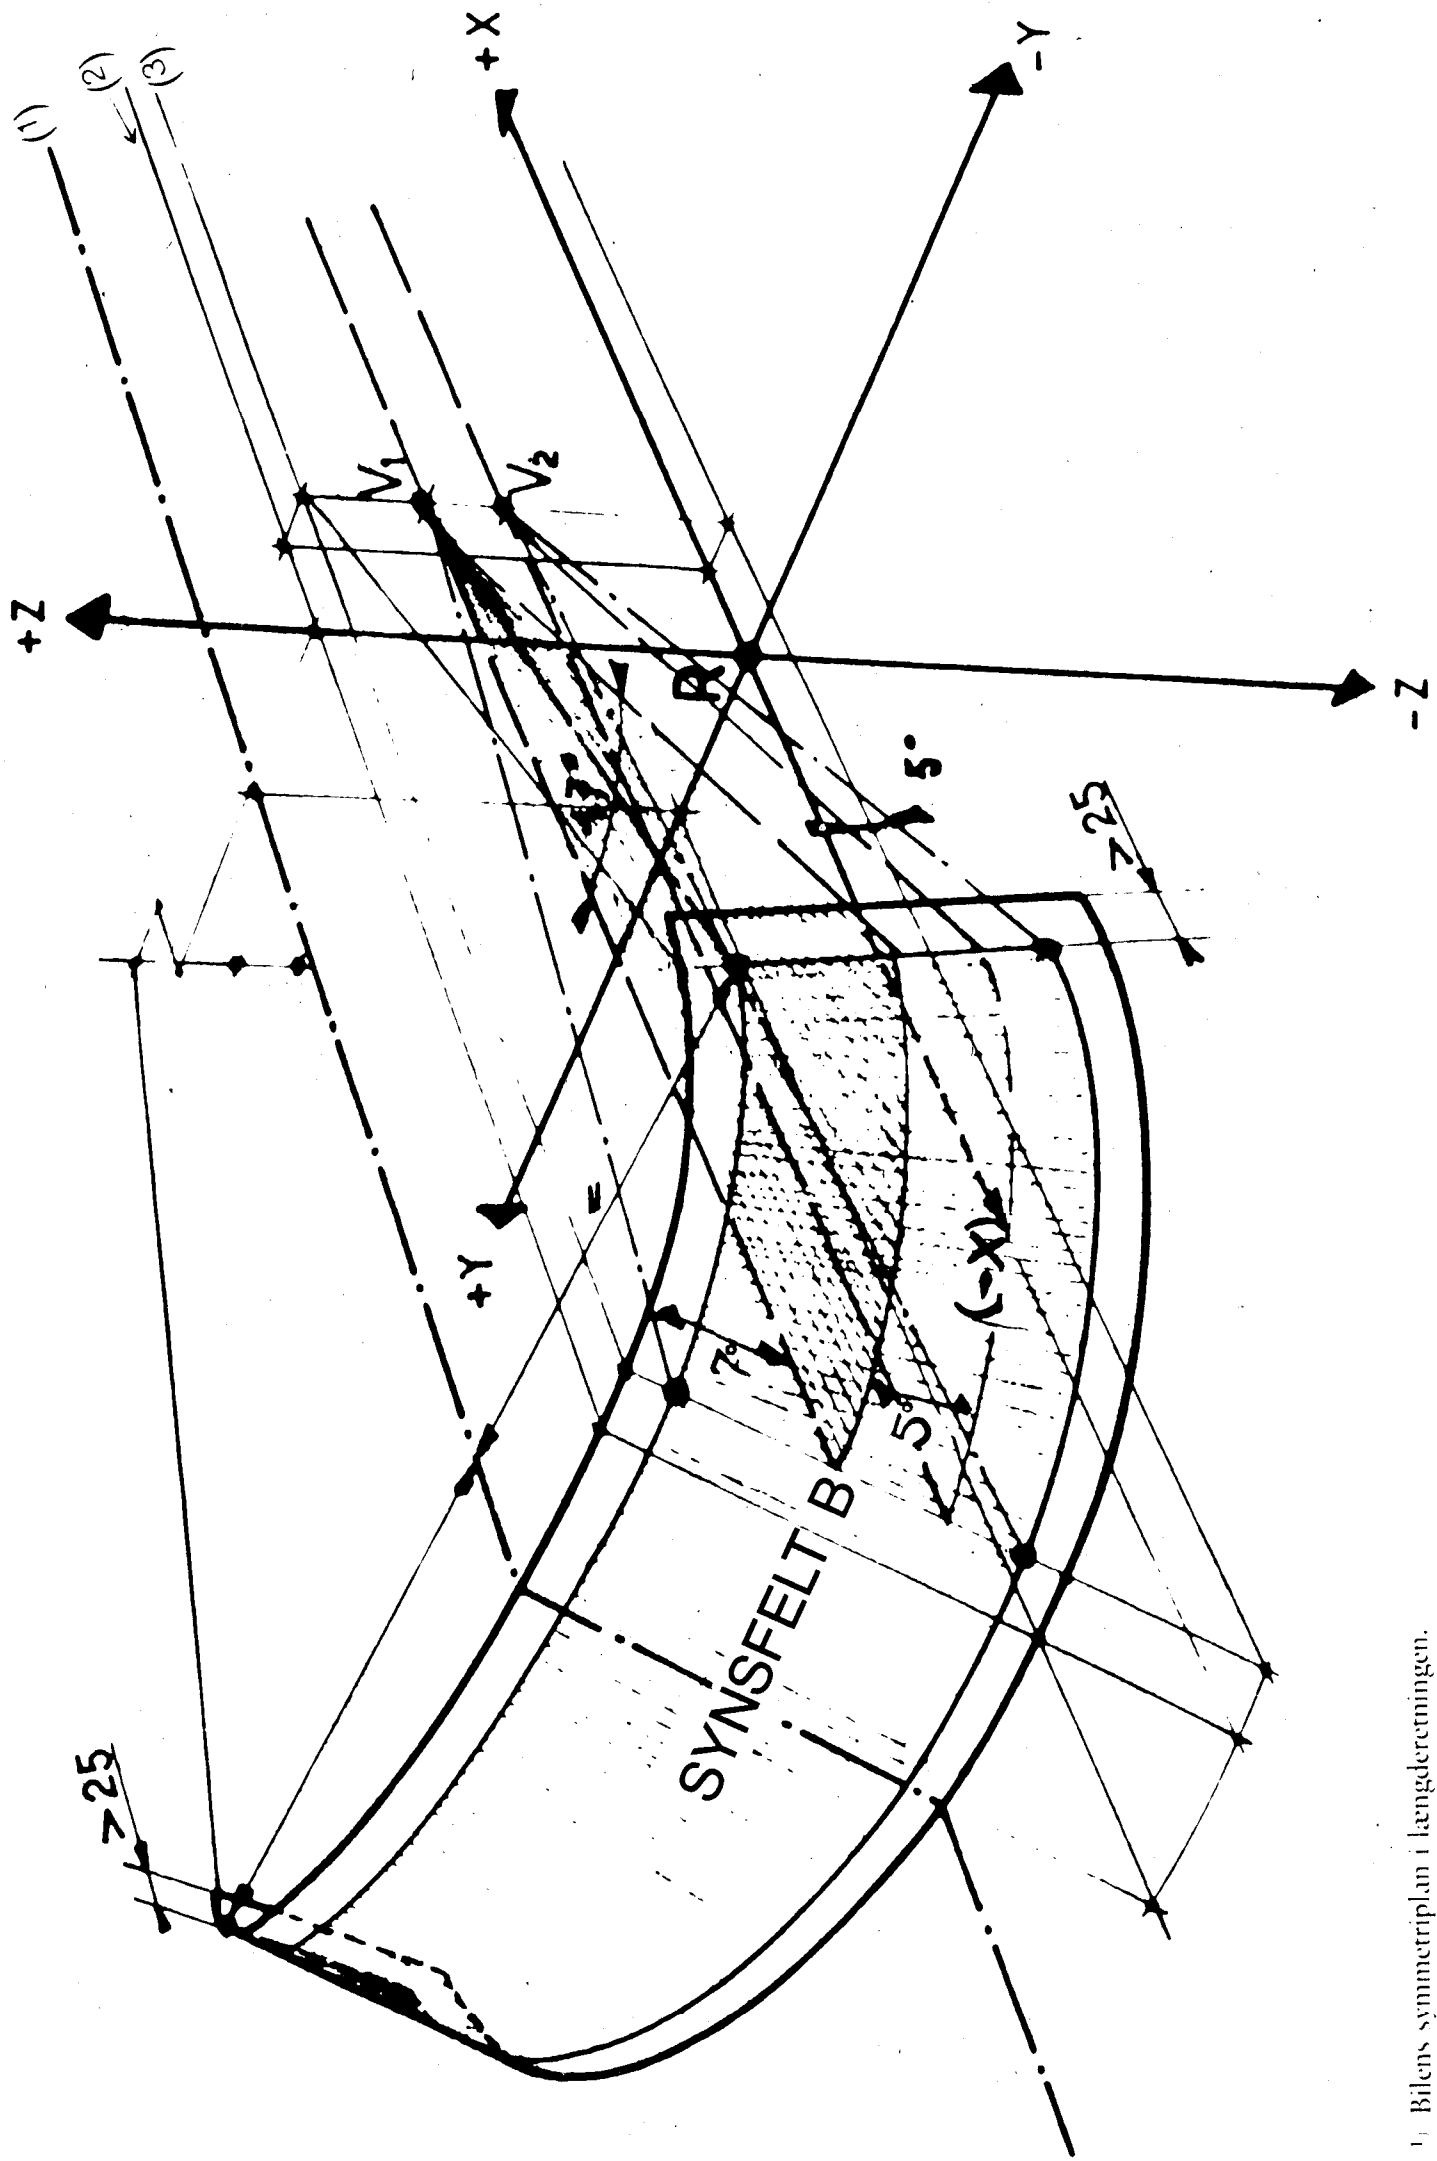 (1)
(2)
(3)
+X
-Y
+Z
-Z
+Y
(-X)
V1
V2
R
5°
>25
=
7°
5°
SYNSFELT B
>25
1) Bilens symmetriplan i længderetningen.